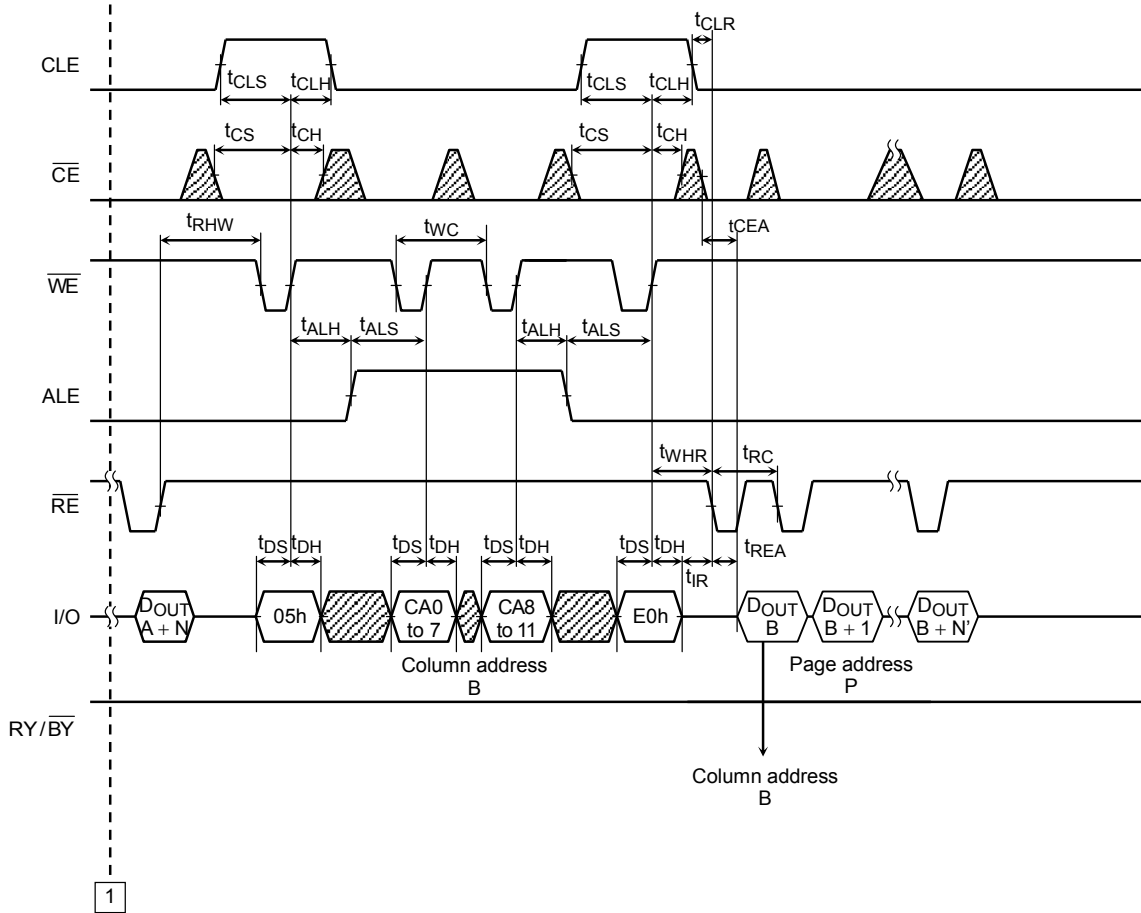 tCLR
CLE
tCLS tCLH tCLS tCLH
tCS tCH tCS tCH
CE
tRHW tWC tCEA
WE
tALH tALS tALH tALS
ALE
tWHR tRC
RE
tDS tDH tDS tDH tDS tDH tDS tDH tREA
tIR
I/O
DOUT A + N
05h
CA0 to 7
CA8 to 11
E0h
DOUT B
DOUT B + 1
DOUT B + N'
Column address
B
Page address
P
RY/BY
Column address
B
1